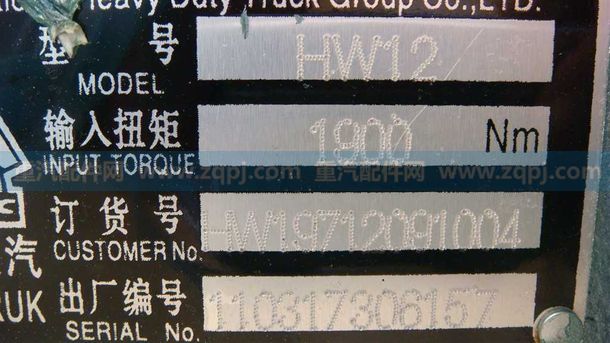 Heavy Duty Truck Group Co.,LTD.
型号 HW12
MODEL
输入扭矩 1900 Nm
INPUT TORQUE
重汽配件网 www.zqpj.com 重汽配件网 www.zqpj.com
订货号 HW19712091004
CUSTOMER No.
汽
出厂编号 110317306157
RUK SERIAL No.